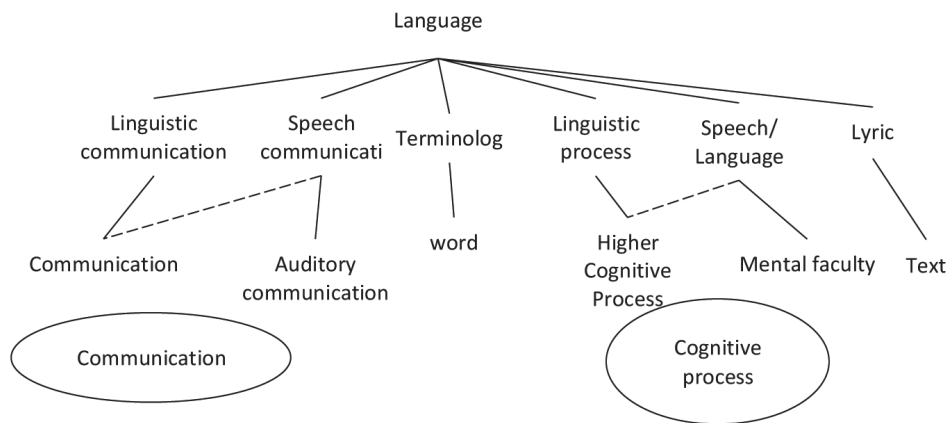 Language
Linguistic
communication
Speech
communicati
Terminolog
Linguistic
process
Speech/
Language
Lyric
Communication
Auditory
communication
word
Higher
Cognitive
Process
Mental faculty
Text
Communication
Cognitive
process